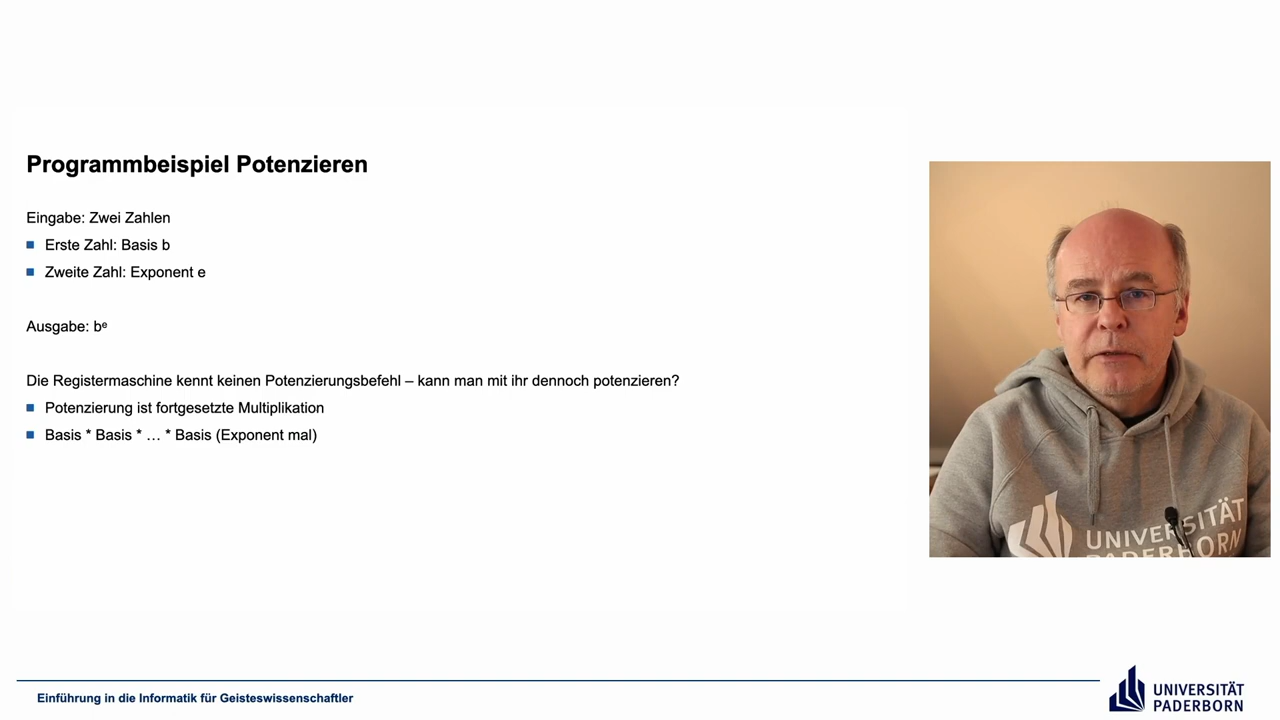 Programmbeispiel Potenzieren
Eingabe: Zwei Zahlen
Erste Zahl: Basis b
Zweite Zahl: Exponent e
Ausgabe: bᵉ
Die Registermaschine kennt keinen Potenzierungsbefehl – kann man mit ihr dennoch potenzieren?
Potenzierung ist fortgesetzte Multiplikation
Basis * Basis * … * Basis (Exponent mal)
UNIVERSITÄT
PADERBORN
Einführung in die Informatik für Geisteswissenschaftler
UNIVERSITÄT
PADERBORN